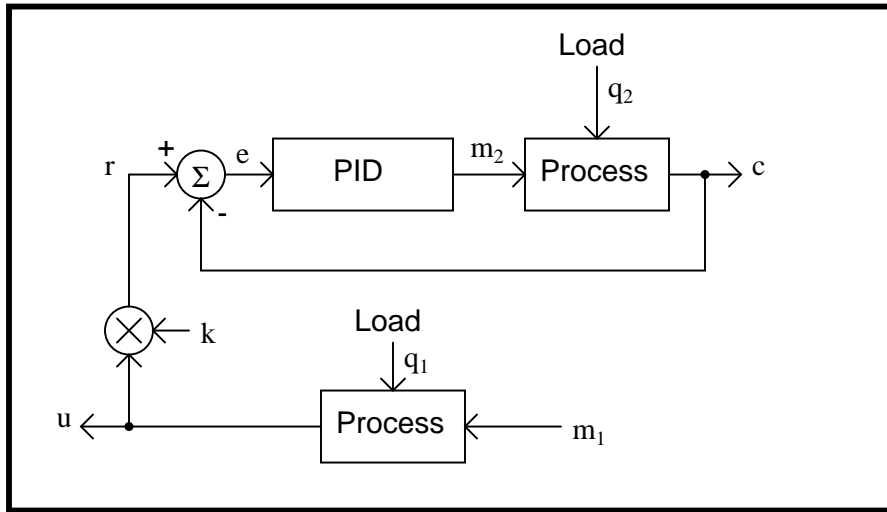 Load
q₂
r
+
Σ
-
e
PID
m₂
Process
c
k
Load
q₁
u
Process
m₁